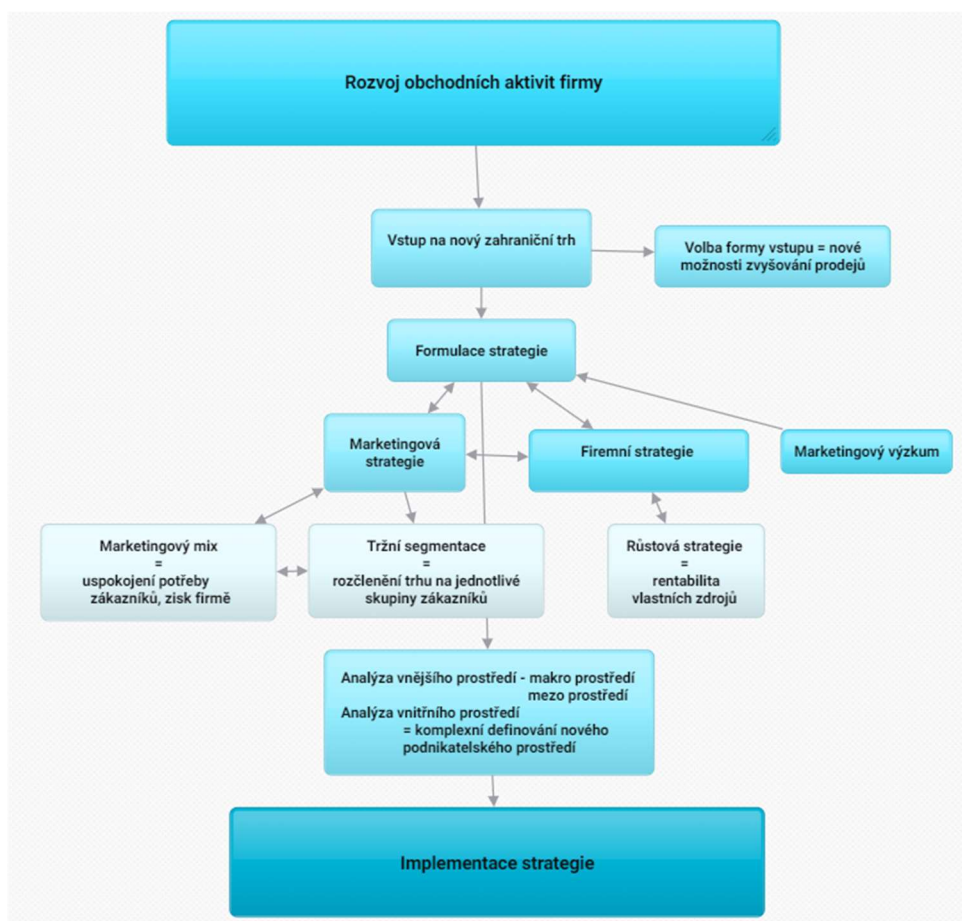 Rozvoj obchodních aktivit firmy
Vstup na nový zahraniční trh
Volba formy vstupu = nové
možnosti zvyšování prodejů
Formulace strategie
Marketingová
strategie
Firemní strategie
Marketingový výzkum
Marketingový mix
=
uspokojení potřeby
zákazníků, zisk firmě
Tržní segmentace
=
rozčlenění trhu na jednotlivé
skupiny zákazníků
Růstová strategie
=
rentabilita
vlastních zdrojů
Analýza vnějšího prostředí - makro prostředí
mezo prostředí
Analýza vnitřního prostředí
= komplexní definování nového
podnikatelského prostředí
Implementace strategie